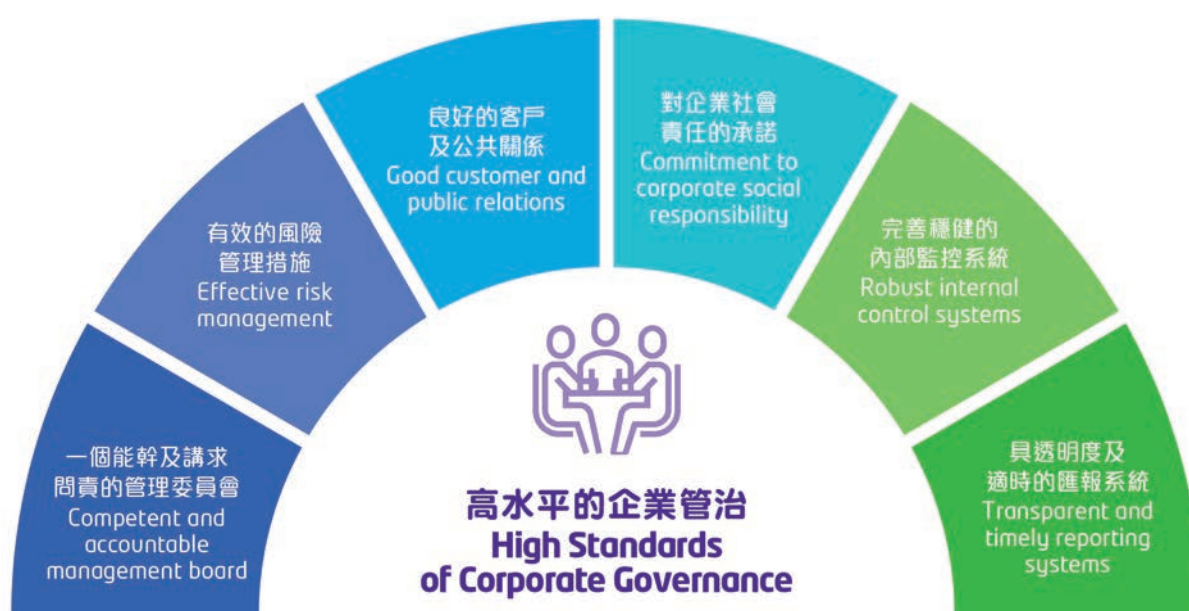 一個能幹及講求
問責的管理委員會
Competent and
accountable
management board
有效的風險
管理措施
Effective risk
management
良好的客戶
及公共關係
Good customer and
public relations
對企業社會
責任的承諾
Commitment to
corporate social
responsibility
完善穩健的
內部監控系統
Robust internal
control systems
具透明度及
適時的匯報系統
Transparent and
timely reporting
systems
高水平的企業管治
High Standards
of Corporate Governance